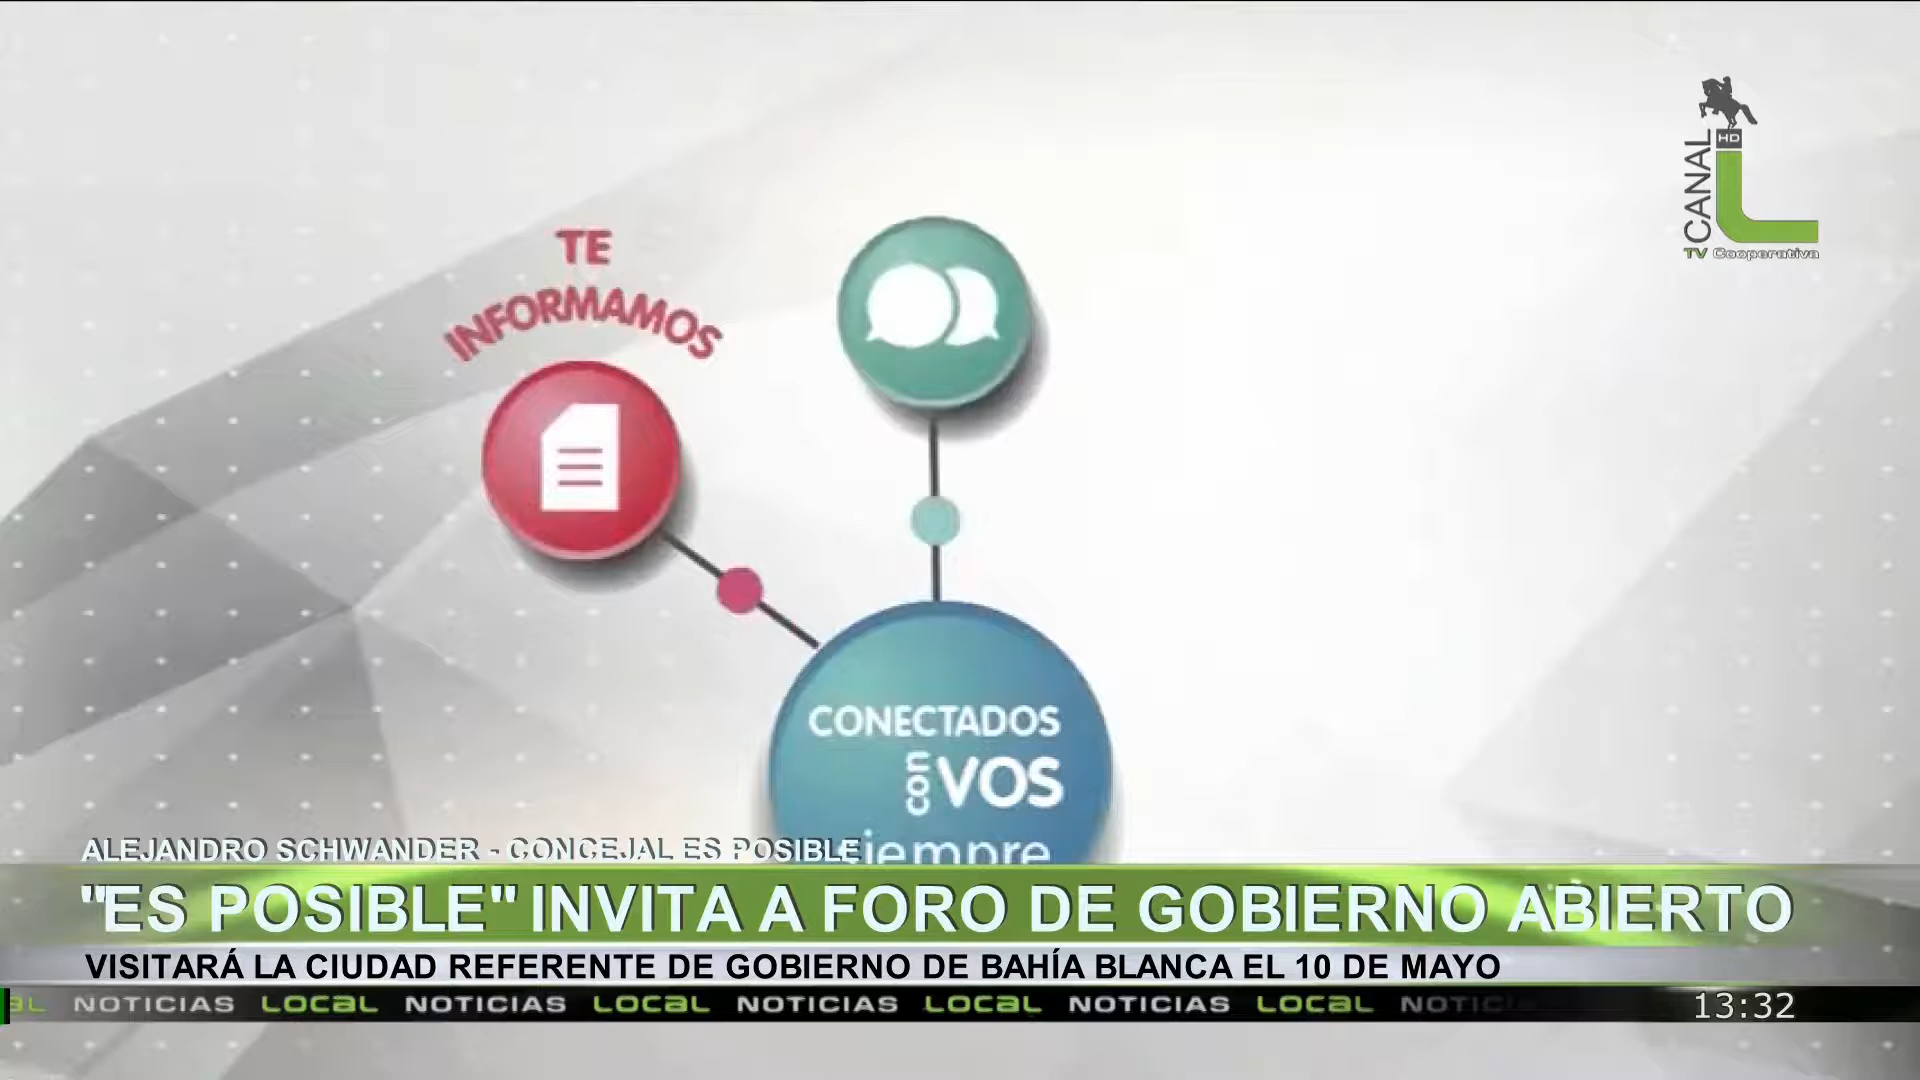 CANAL
HD
L
TV Cooperativa
TE
INFORMAMOS
CONECTADOS
con VOS
siempre
ALEJANDRO SCHWANDER - CONCEJAL ES POSIBLE
"ES POSIBLE" INVITA A FORO DE GOBIERNO ABIERTO
VISITARÁ LA CIUDAD REFERENTE DE GOBIERNO DE BAHÍA BLANCA EL 10 DE MAYO
NOTICIAS LOCAL NOTICIAS LOCAL NOTICIAS LOCAL NOTICIAS LOCAL
13:32